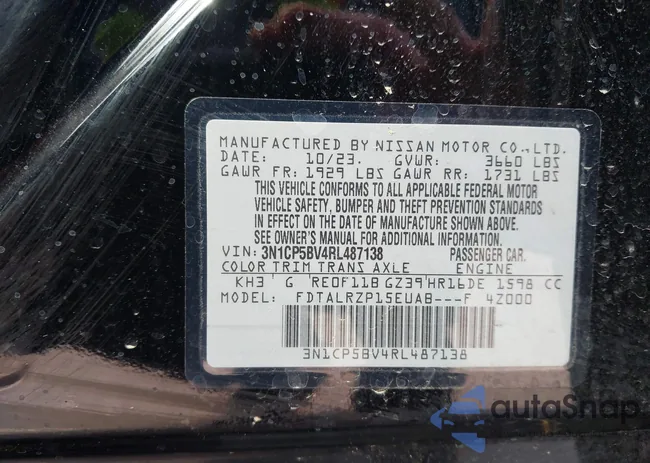 MANUFACTURED BY NISSAN MOTOR CO.,LTD.
DATE: 10/23. GVWR: 3660 LBS
GAWR FR: 1929 LBS GAWR RR: 1731 LBS
THIS VEHICLE CONFORMS TO ALL APPLICABLE FEDERAL MOTOR
VEHICLE SAFETY, BUMPER AND THEFT PREVENTION STANDARDS
IN EFFECT ON THE DATE OF MANUFACTURE SHOWN ABOVE.
SEE OWNER'S MANUAL FOR ADDITIONAL INFORMATION.
VIN: 3N1CP5BV4RL487138 PASSENGER CAR.
COLOR TRIM TRANS AXLE ENGINE
KH3 G RE0F11B GZ39 HR16DE 1598 CC
MODEL: FDTALRZP15EUAB---F 4Z000
3N1CP5BV4RL487138
autoSnap